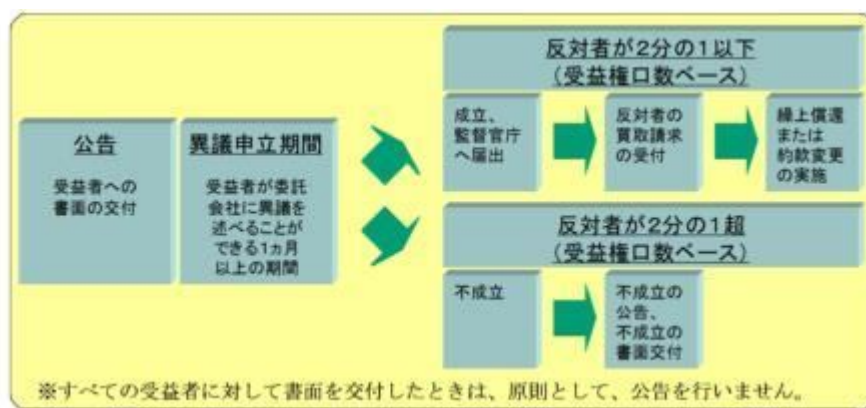 公告
受益者への
書面の交付
異議申立期間
受益者が委託
会社に異議を
述べることが
できる1ヵ月
以上の期間
反対者が2分の1以下
(受益権口数ベース)
成立、
監督官庁
へ届出
反対者の
買取請求
の受付
繰上償還
または
約款変更
の実施
反対者が2分の1超
(受益権口数ベース)
不成立
不成立の
公告、
不成立の
書面交付
※すべての受益者に対して書面を交付したときは、原則として、公告を行いません。